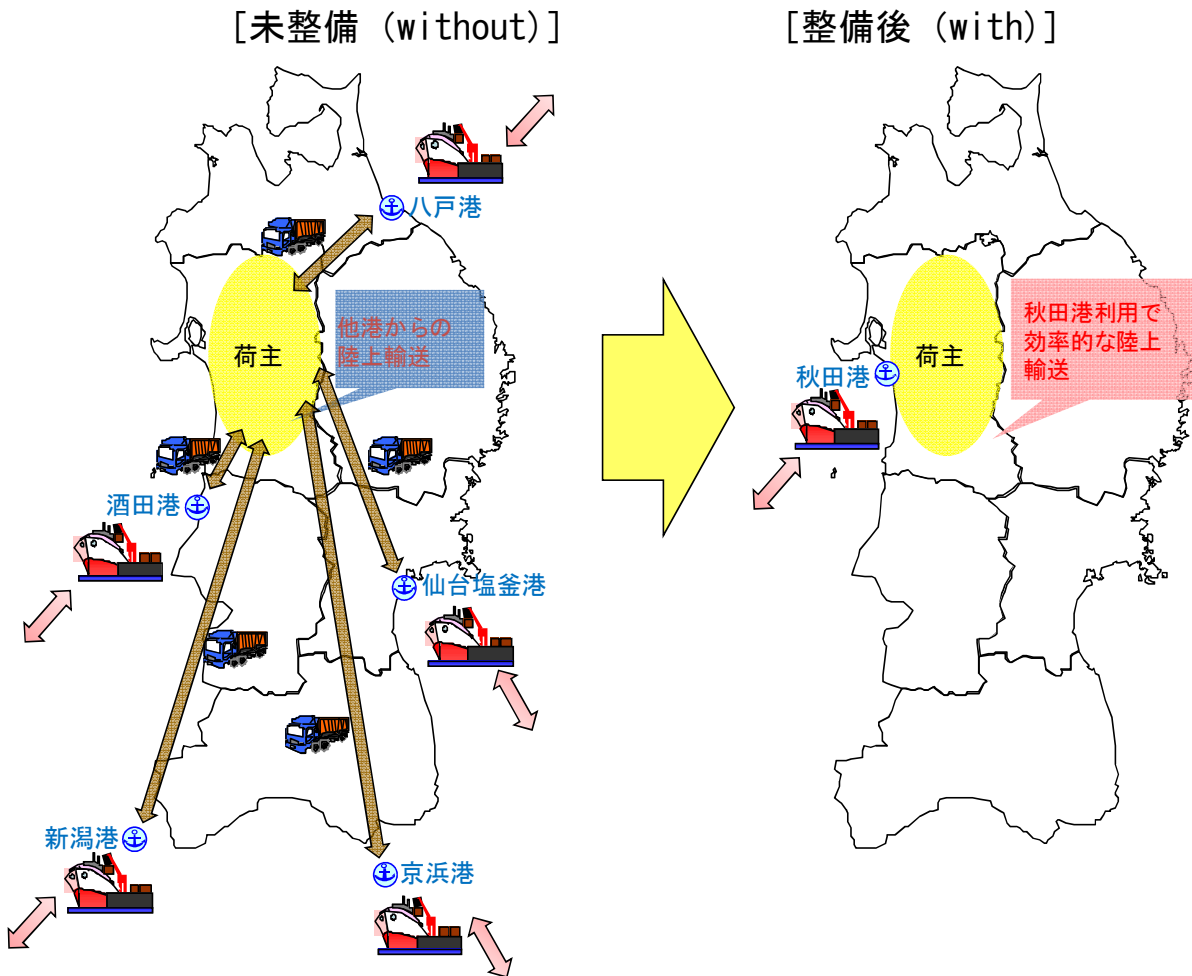 [未整備 (without)]
[整備後 (with)]
八戸港
他港からの
陸上輸送
荷主
酒田港
仙台塩釜港
新潟港
京浜港
秋田港利用で
効率的な陸上
輸送
荷主
秋田港